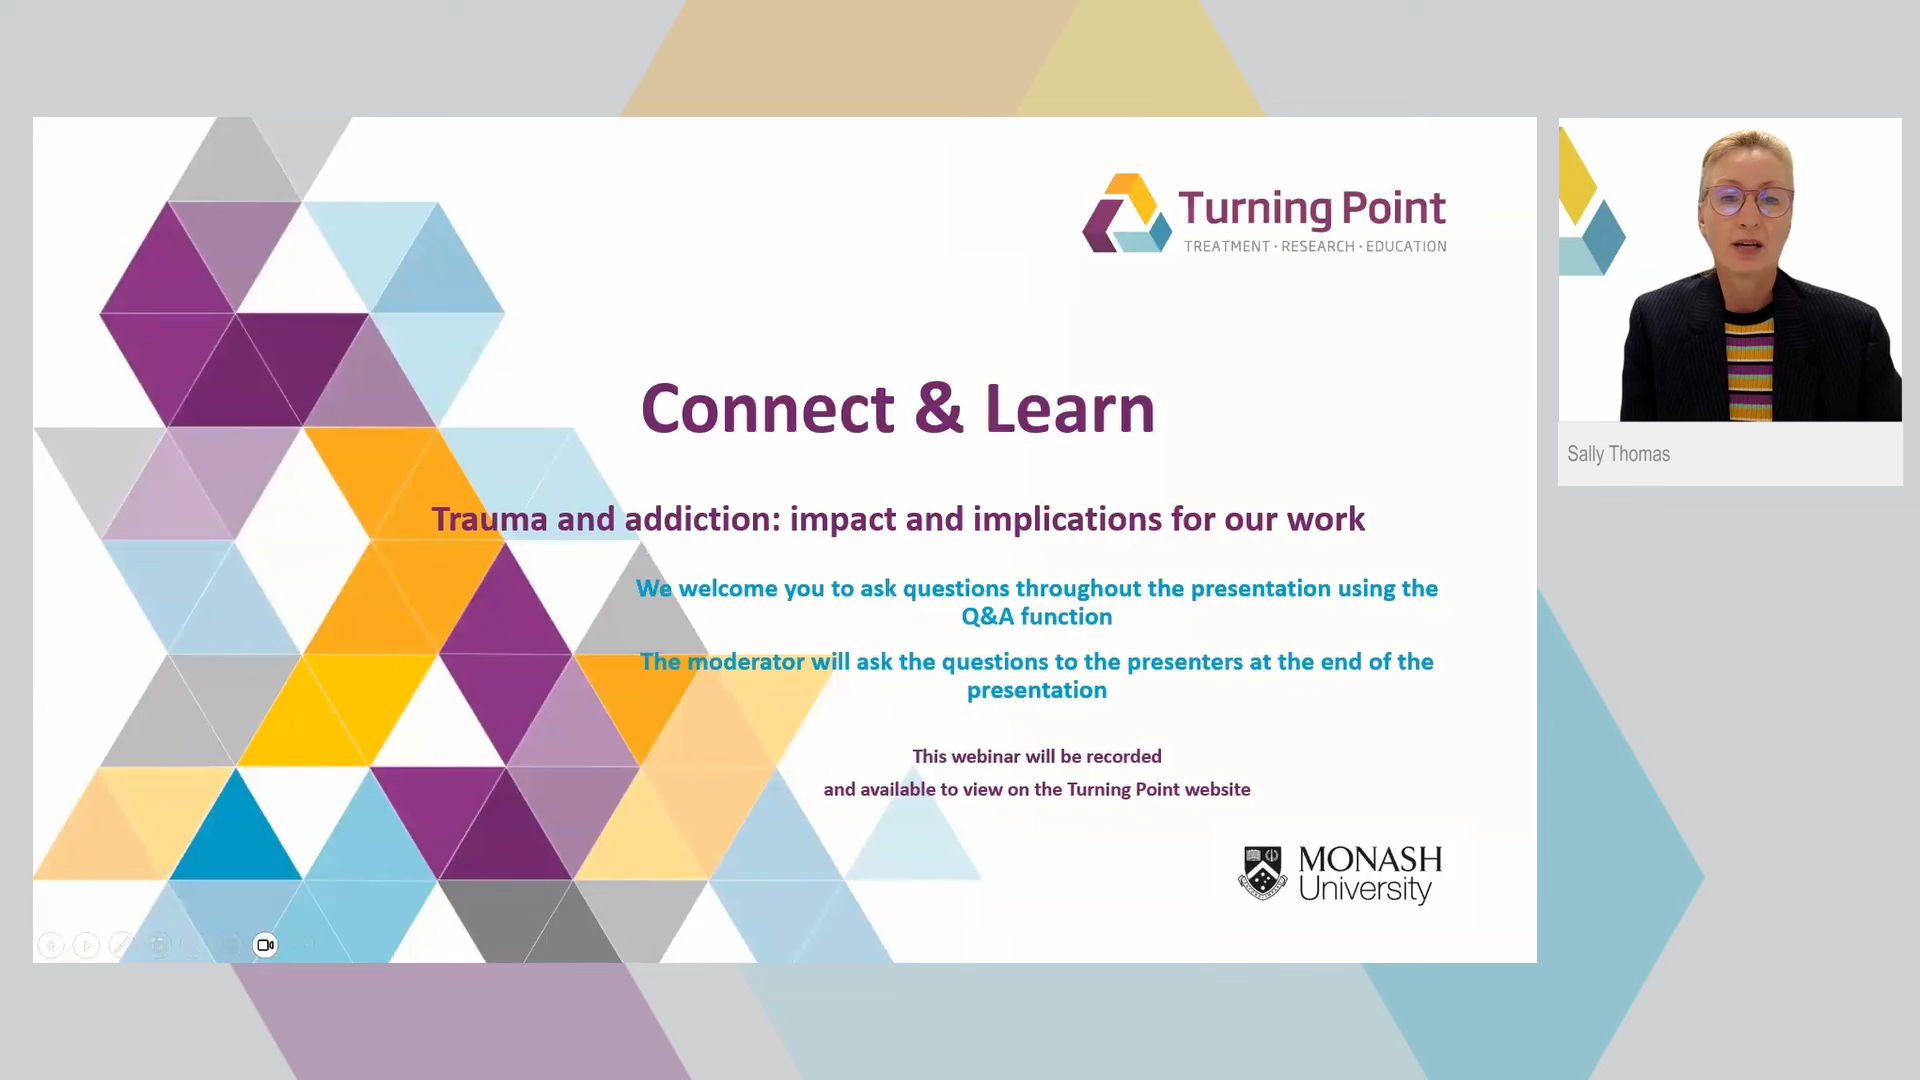 Turning Point
TREATMENT · RESEARCH · EDUCATION
Connect & Learn
Trauma and addiction: impact and implications for our work
We welcome you to ask questions throughout the presentation using the
Q&A function
The moderator will ask the questions to the presenters at the end of the
presentation
This webinar will be recorded
and available to view on the Turning Point website
MONASH
University
Sally Thomas